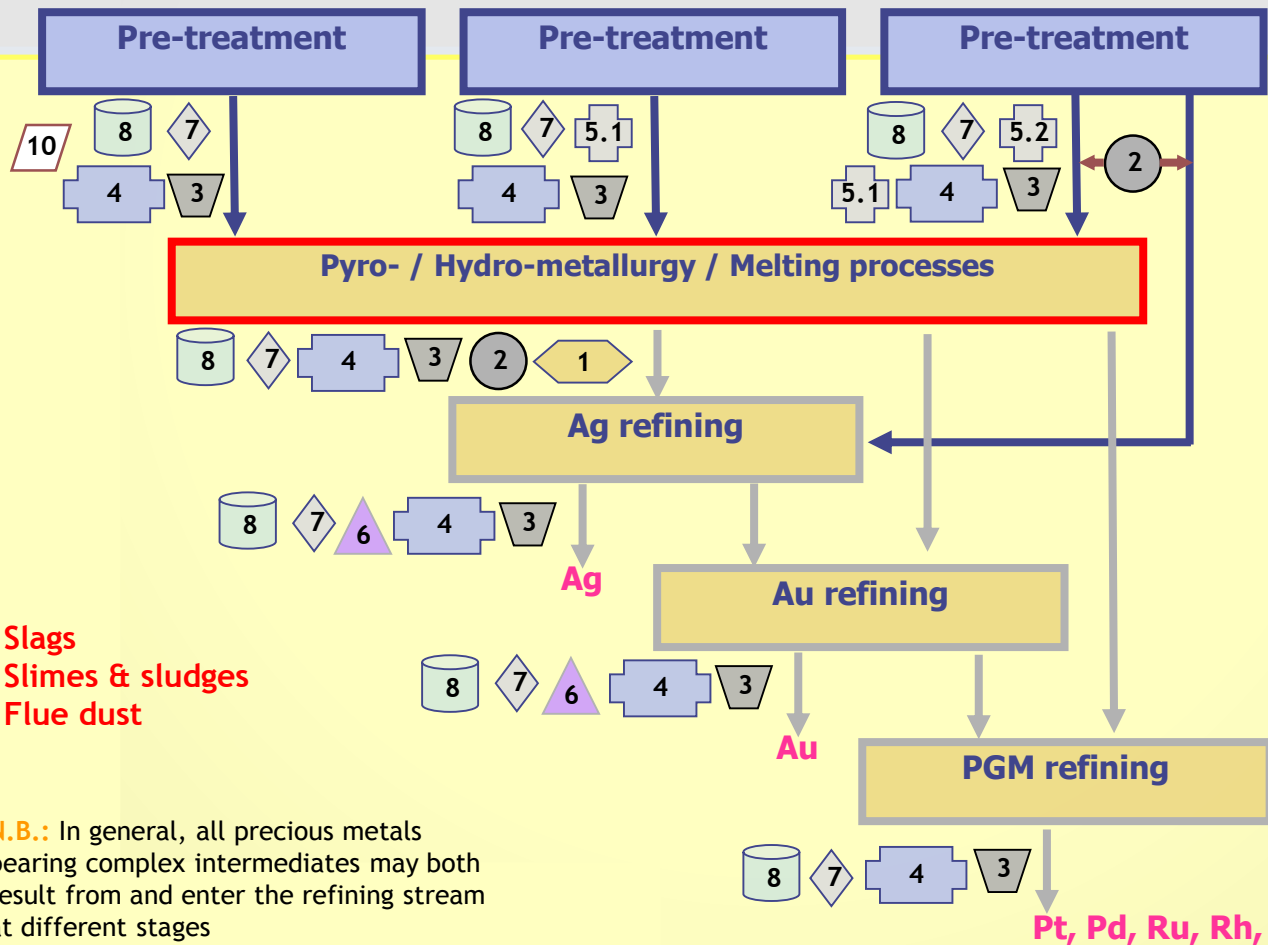 Pre-treatment Pre-treatment Pre-treatment
10 8 7 8 7 5.1 8 7 5.2 2
4 3 4 3 5.1 4 3
Pyro- / Hydro-metallurgy / Melting processes
8 7 4 3 2 1
Ag refining
8 7 6 4 3
Ag
Au refining
Slags
Slimes & sludges
Flue dust
8 7 6 4 3
Au
PGM refining
N.B.: In general, all precious metals
bearing complex intermediates may both
result from and enter the refining stream
at different stages
8 7 4 3
Pt, Pd, Ru, Rh,